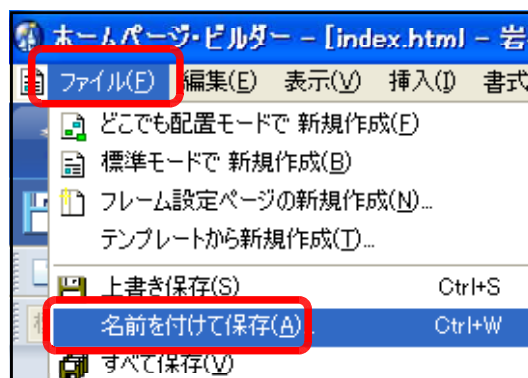 ホームページ・ビルダー - [index.html - 岩
ファイル(F) 編集(E) 表示(V) 挿入(I) 書式
どこでも配置モードで 新規作成(F)
標準モードで 新規作成(B)
フレーム設定ページの新規作成(N)...
テンプレートから新規作成(T)...
上書き保存(S) Ctrl+S
名前を付けて保存(A)... Ctrl+W
すべて保存(V)